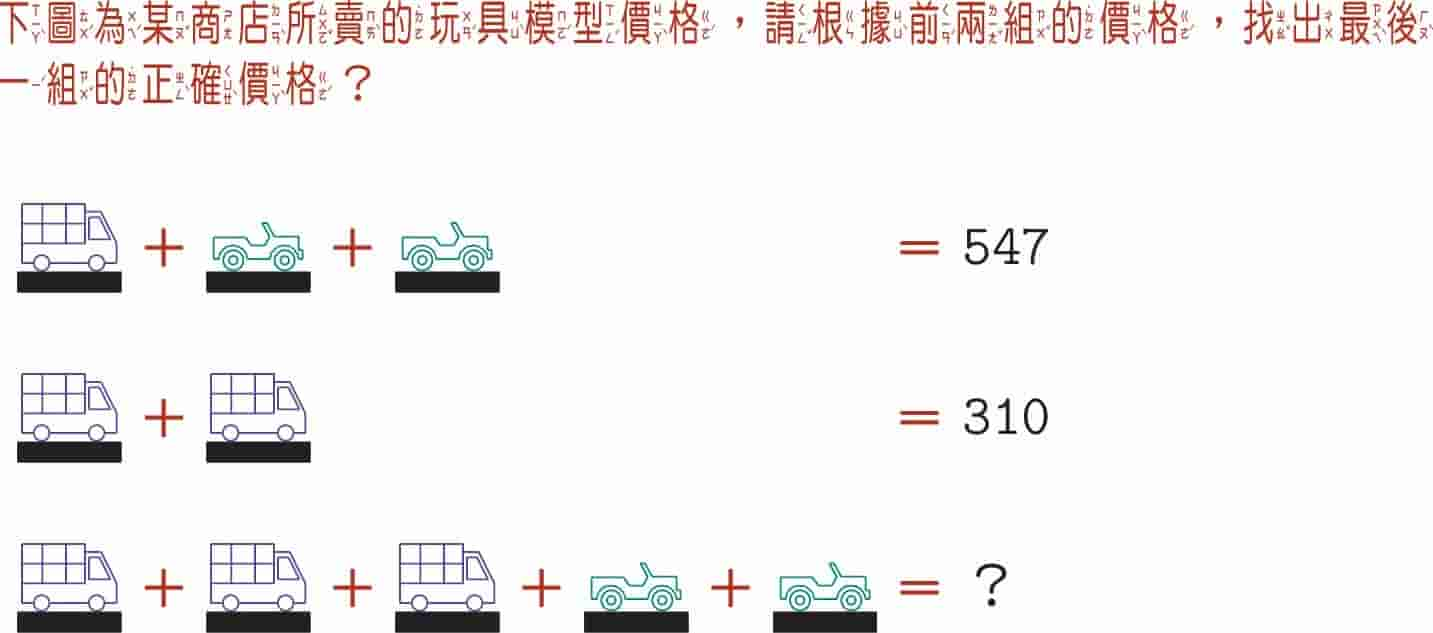 下圖為某商店所賣的玩具模型價格，請根據前兩組的價格，找出最後
一組的正確價格？
+ + = 547
+ = 310
+ + + + = ?